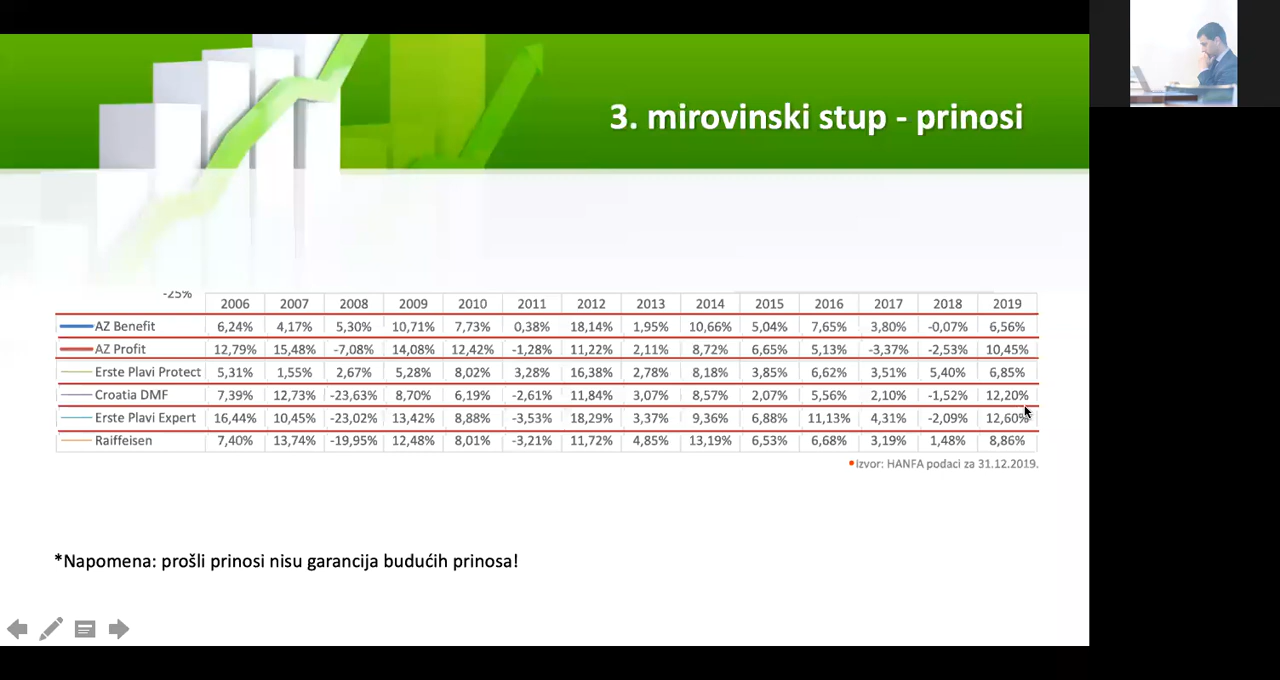 3. mirovinski stup - prinosi
-25%
2006 2007 2008 2009 2010 2011 2012 2013 2014 2015 2016 2017 2018 2019
AZ Benefit 6,24% 4,17% 5,30% 10,71% 7,73% 0,38% 18,14% 1,95% 10,66% 5,04% 7,65% 3,80% -0,07% 6,56%
AZ Profit 12,79% 15,48% -7,08% 14,08% 12,42% -1,28% 11,22% 2,11% 8,72% 6,65% 5,13% -3,37% -2,53% 10,45%
Erste Plavi Protect 5,31% 1,55% 2,67% 5,28% 8,02% 3,28% 16,38% 2,78% 8,18% 3,85% 6,62% 3,51% 5,40% 6,85%
Croatia DMF 7,39% 12,73% -23,63% 8,70% 6,19% -2,61% 11,84% 3,07% 8,57% 2,07% 5,56% 2,10% -1,52% 12,20%
Erste Plavi Expert 16,44% 10,45% -23,02% 13,42% 8,88% -3,53% 18,29% 3,37% 9,36% 6,88% 11,13% 4,31% -2,09% 12,60%
Raiffeisen 7,40% 13,74% -19,95% 12,48% 8,01% -3,21% 11,72% 4,85% 13,19% 6,53% 6,68% 3,19% 1,48% 8,86%
•Izvor: HANFA podaci za 31.12.2019.
*Napomena: prošli prinosi nisu garancija budućih prinosa!